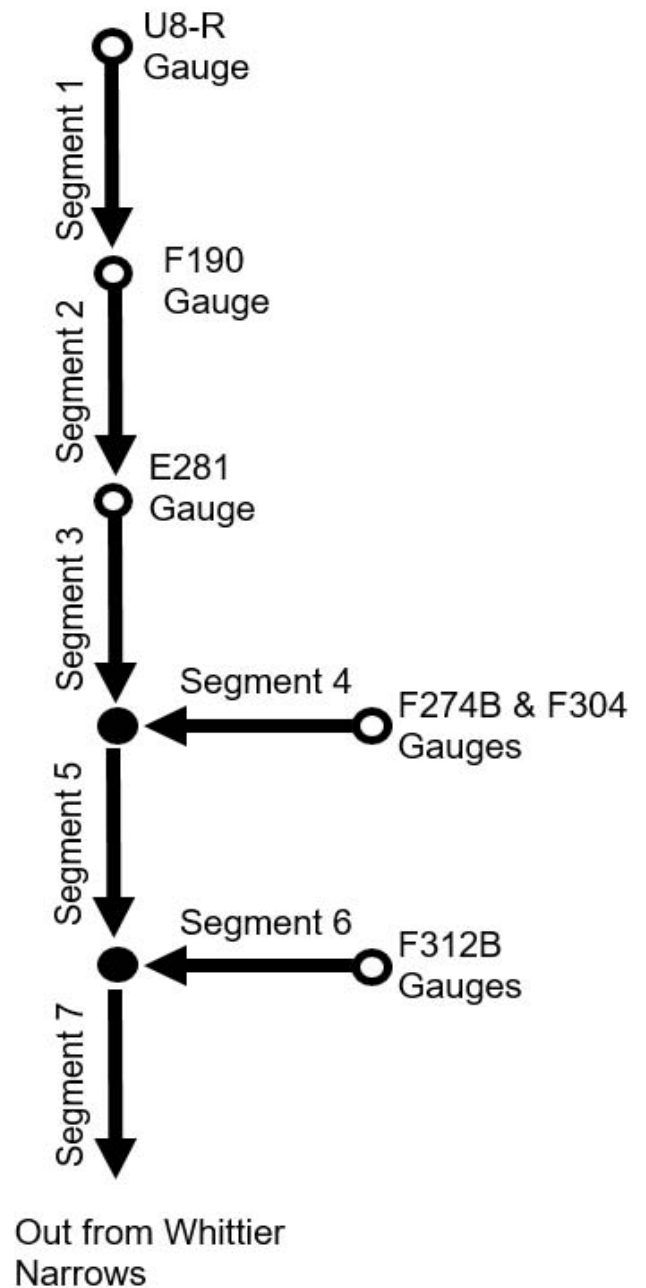 U8-R
Gauge
Segment 1
F190
Gauge
Segment 2
E281
Gauge
Segment 3
Segment 4
F274B & F304
Gauges
Segment 5
Segment 6
F312B
Gauges
Segment 7
Out from Whittier
Narrows